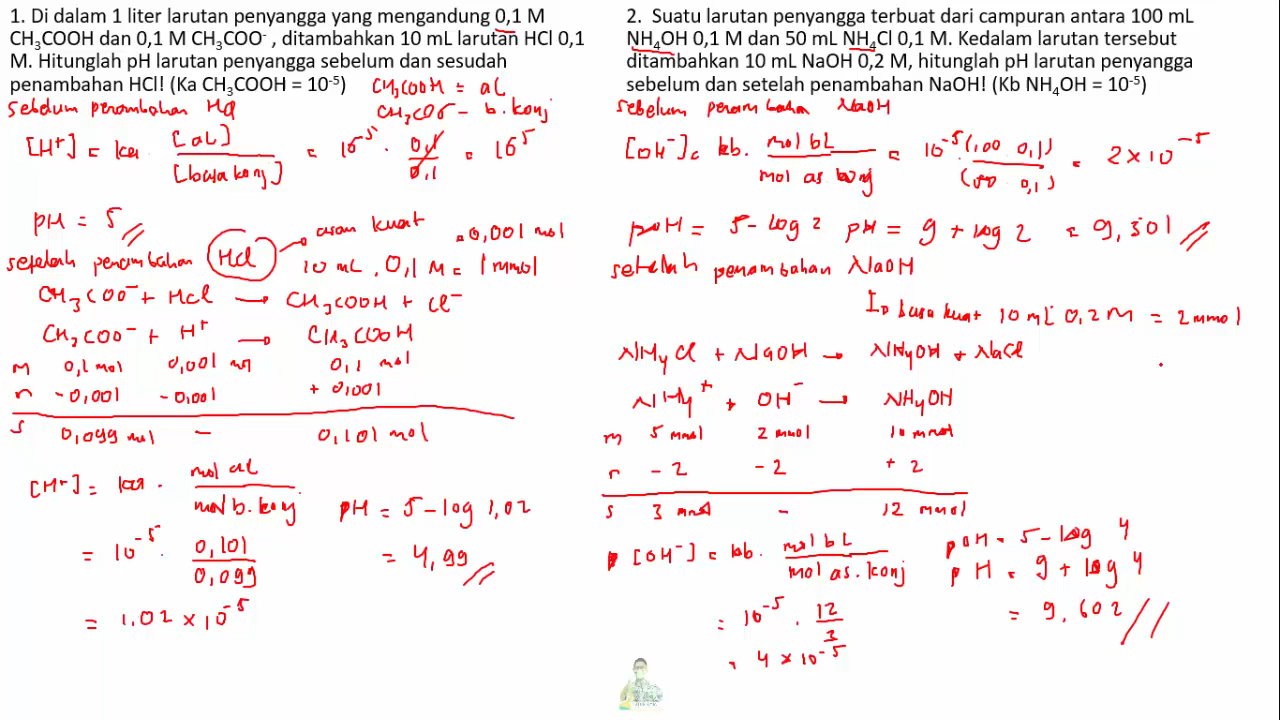 1. Di dalam 1 liter larutan penyangga yang mengandung 0,1 M
CH₃COOH dan 0,1 M CH₃COO⁻ , ditambahkan 10 mL larutan HCl 0,1
M. Hitunglah pH larutan penyangga sebelum dan sesudah
penambahan HCl! (Ka CH₃COOH = 10⁻⁵)
CH₃COOH = aL
CH₃COO⁻ – b. konj
sebelum penambahan HCl
[H⁺] = ka · [aL] / [basa konj] = 10⁻⁵ · 0,1 / 0,1 = 10⁻⁵
pH = 5 //
setelah penambahan HCl → asam kuat
10 mL . 0,1 M = 1 mmol
= 0,001 mol
CH₃COO⁻ + HCl → CH₃COOH + Cl⁻
CH₃COO⁻ + H⁺ → CH₃COOH
m 0,1 mol 0,001 mol 0,1 mol
r - 0,001 - 0,001 + 0,001
s 0,099 mol - 0,101 mol
[H⁺] = ka · mol aL / mol b. konj
= 10⁻⁵ · 0,101 / 0,099
= 1,02 × 10⁻⁵
pH = 5 - log 1,02
= 4,99 //
2. Suatu larutan penyangga terbuat dari campuran antara 100 mL
NH₄OH 0,1 M dan 50 mL NH₄Cl 0,1 M. Kedalam larutan tersebut
ditambahkan 10 mL NaOH 0,2 M, hitunglah pH larutan penyangga
sebelum dan setelah penambahan NaOH! (Kb NH₄OH = 10⁻⁵)
sebelum penambahan NaOH
[OH⁻] = kb · mol bL / mol as konj = 10⁻⁵ · (100 0,1) / ( 0,1) = 2 × 10⁻⁵
pOH = 5 - log 2 pH = 9 + log 2 = 9,301 //
setelah penambahan NaOH
↳ basa kuat 10 mL 0,2 M = 2 mmol
NH₄Cl + NaOH → NH₄OH + NaCl
NH₄⁺ + OH⁻ → NH₄OH
m 5 mmol 2 mmol 10 mmol
r - 2 - 2 + 2
s 3 mmol - 12 mmol
[OH⁻] = kb · mol bL / mol as. konj
= 10⁻⁵ · 12 / 3
= 4 × 10⁻⁵
pOH = 5 - log 4
pH = 9 + log 4
= 9,602 //